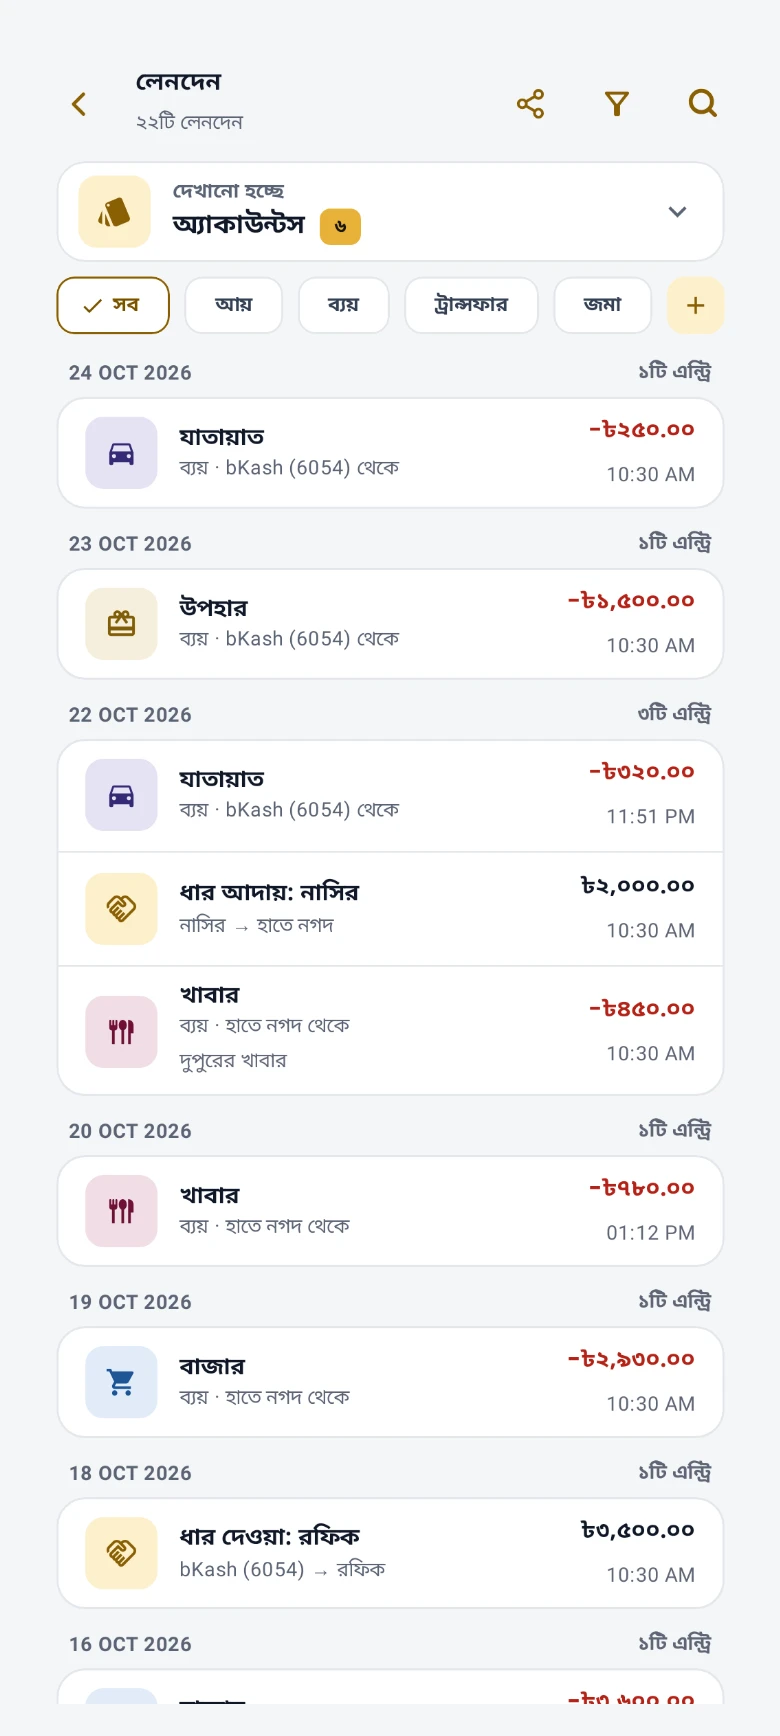 লেনদেন
২২টি লেনদেন
দেখানো হচ্ছে
অ্যাকাউন্টস ৬
সব আয় ব্যয় ট্রান্সফার জমা
24 OCT 2026 ১টি এন্ট্রি
যাতায়াত −৳২৫০.০০
ব্যয় · bKash (6054) থেকে 10:30 AM
23 OCT 2026 ১টি এন্ট্রি
উপহার −৳১,৫০০.০০
ব্যয় · bKash (6054) থেকে 10:30 AM
22 OCT 2026 ৩টি এন্ট্রি
যাতায়াত −৳৩২০.০০
ব্যয় · bKash (6054) থেকে 11:51 PM
ধার আদায়: নাসির ৳২,০০০.০০
নাসির → হাতে নগদ 10:30 AM
খাবার −৳৪৫০.০০
ব্যয় · হাতে নগদ থেকে 10:30 AM
দুপুরের খাবার
20 OCT 2026 ১টি এন্ট্রি
খাবার −৳৭৮০.০০
ব্যয় · হাতে নগদ থেকে 01:12 PM
19 OCT 2026 ১টি এন্ট্রি
বাজার −৳২,৯৩০.০০
ব্যয় · হাতে নগদ থেকে 10:30 AM
18 OCT 2026 ১টি এন্ট্রি
ধার দেওয়া: রফিক ৳৩,৫০০.০০
bKash (6054) → রফিক 10:30 AM
16 OCT 2026 ১টি এন্ট্রি